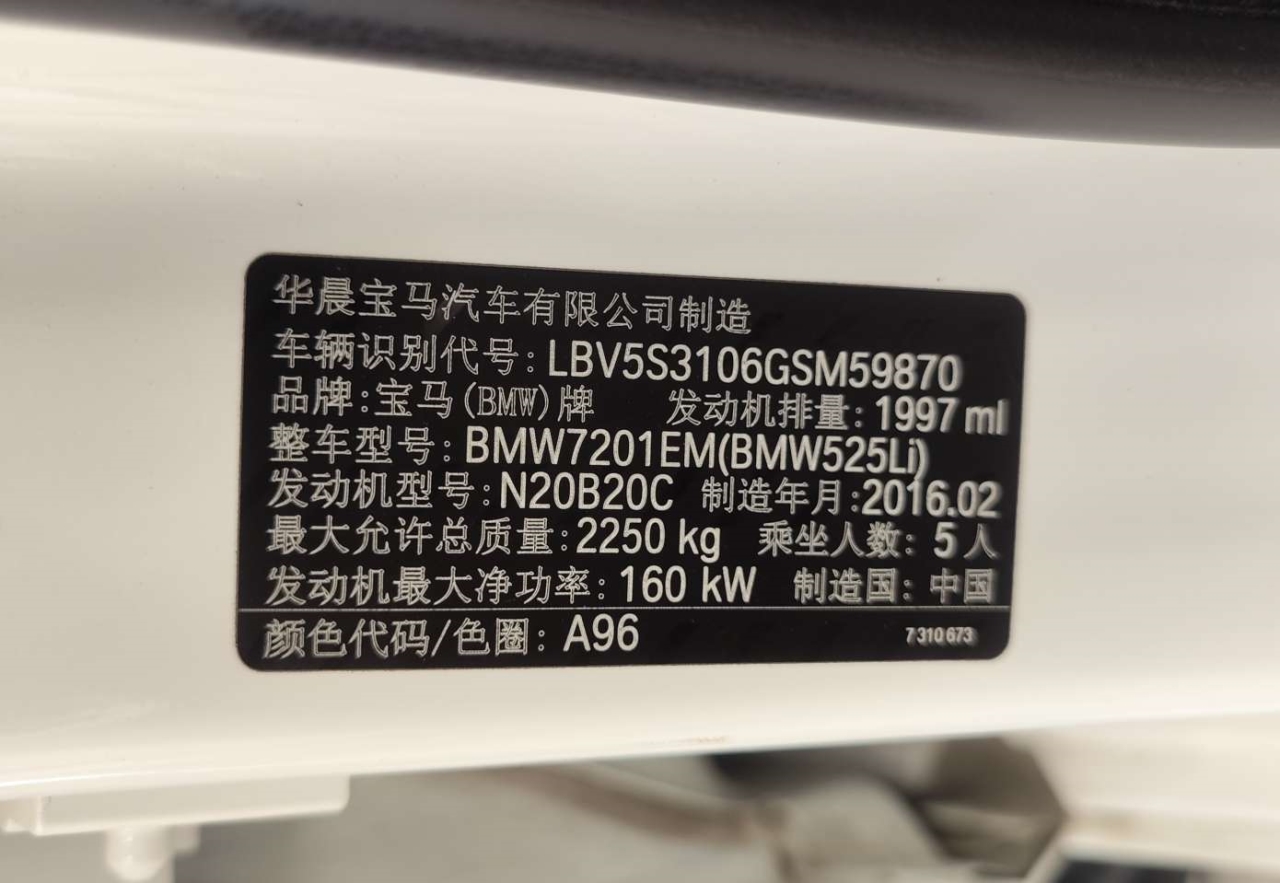 华晨宝马汽车有限公司制造
车辆识别代号:LBV5S3106GSM59870
品牌:宝马(BMW)牌 发动机排量:1997 ml
整车型号:BMW7201EM(BMW525Li)
发动机型号:N20B20C 制造年月:2016.02
最大允许总质量:2250 kg 乘坐人数:5人
发动机最大净功率:160 kW 制造国:中国
颜色代码/色圈:A96 7 310 673